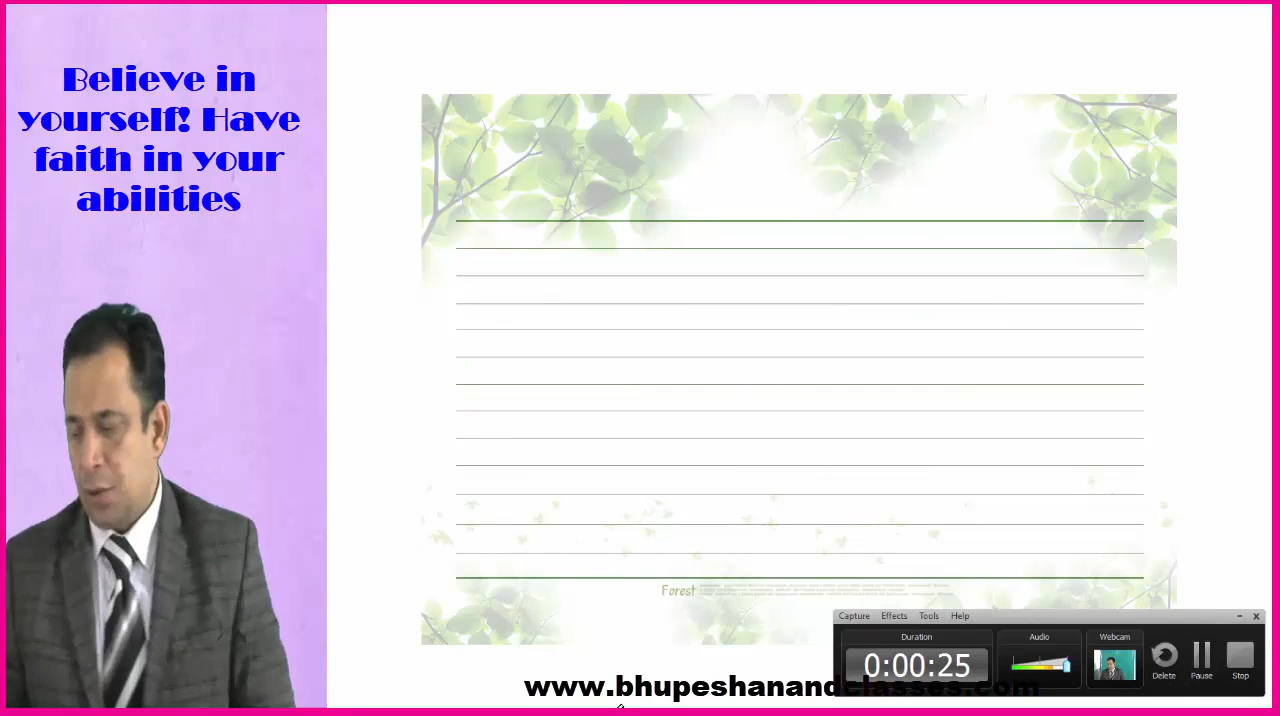 Believe in
yourself! Have
faith in your
abilities
Forest
Capture Effects Tools Help
Duration
Audio
Webcam
0:00:25
Delete
Pause
Stop
www.bhupeshanandclasses.com